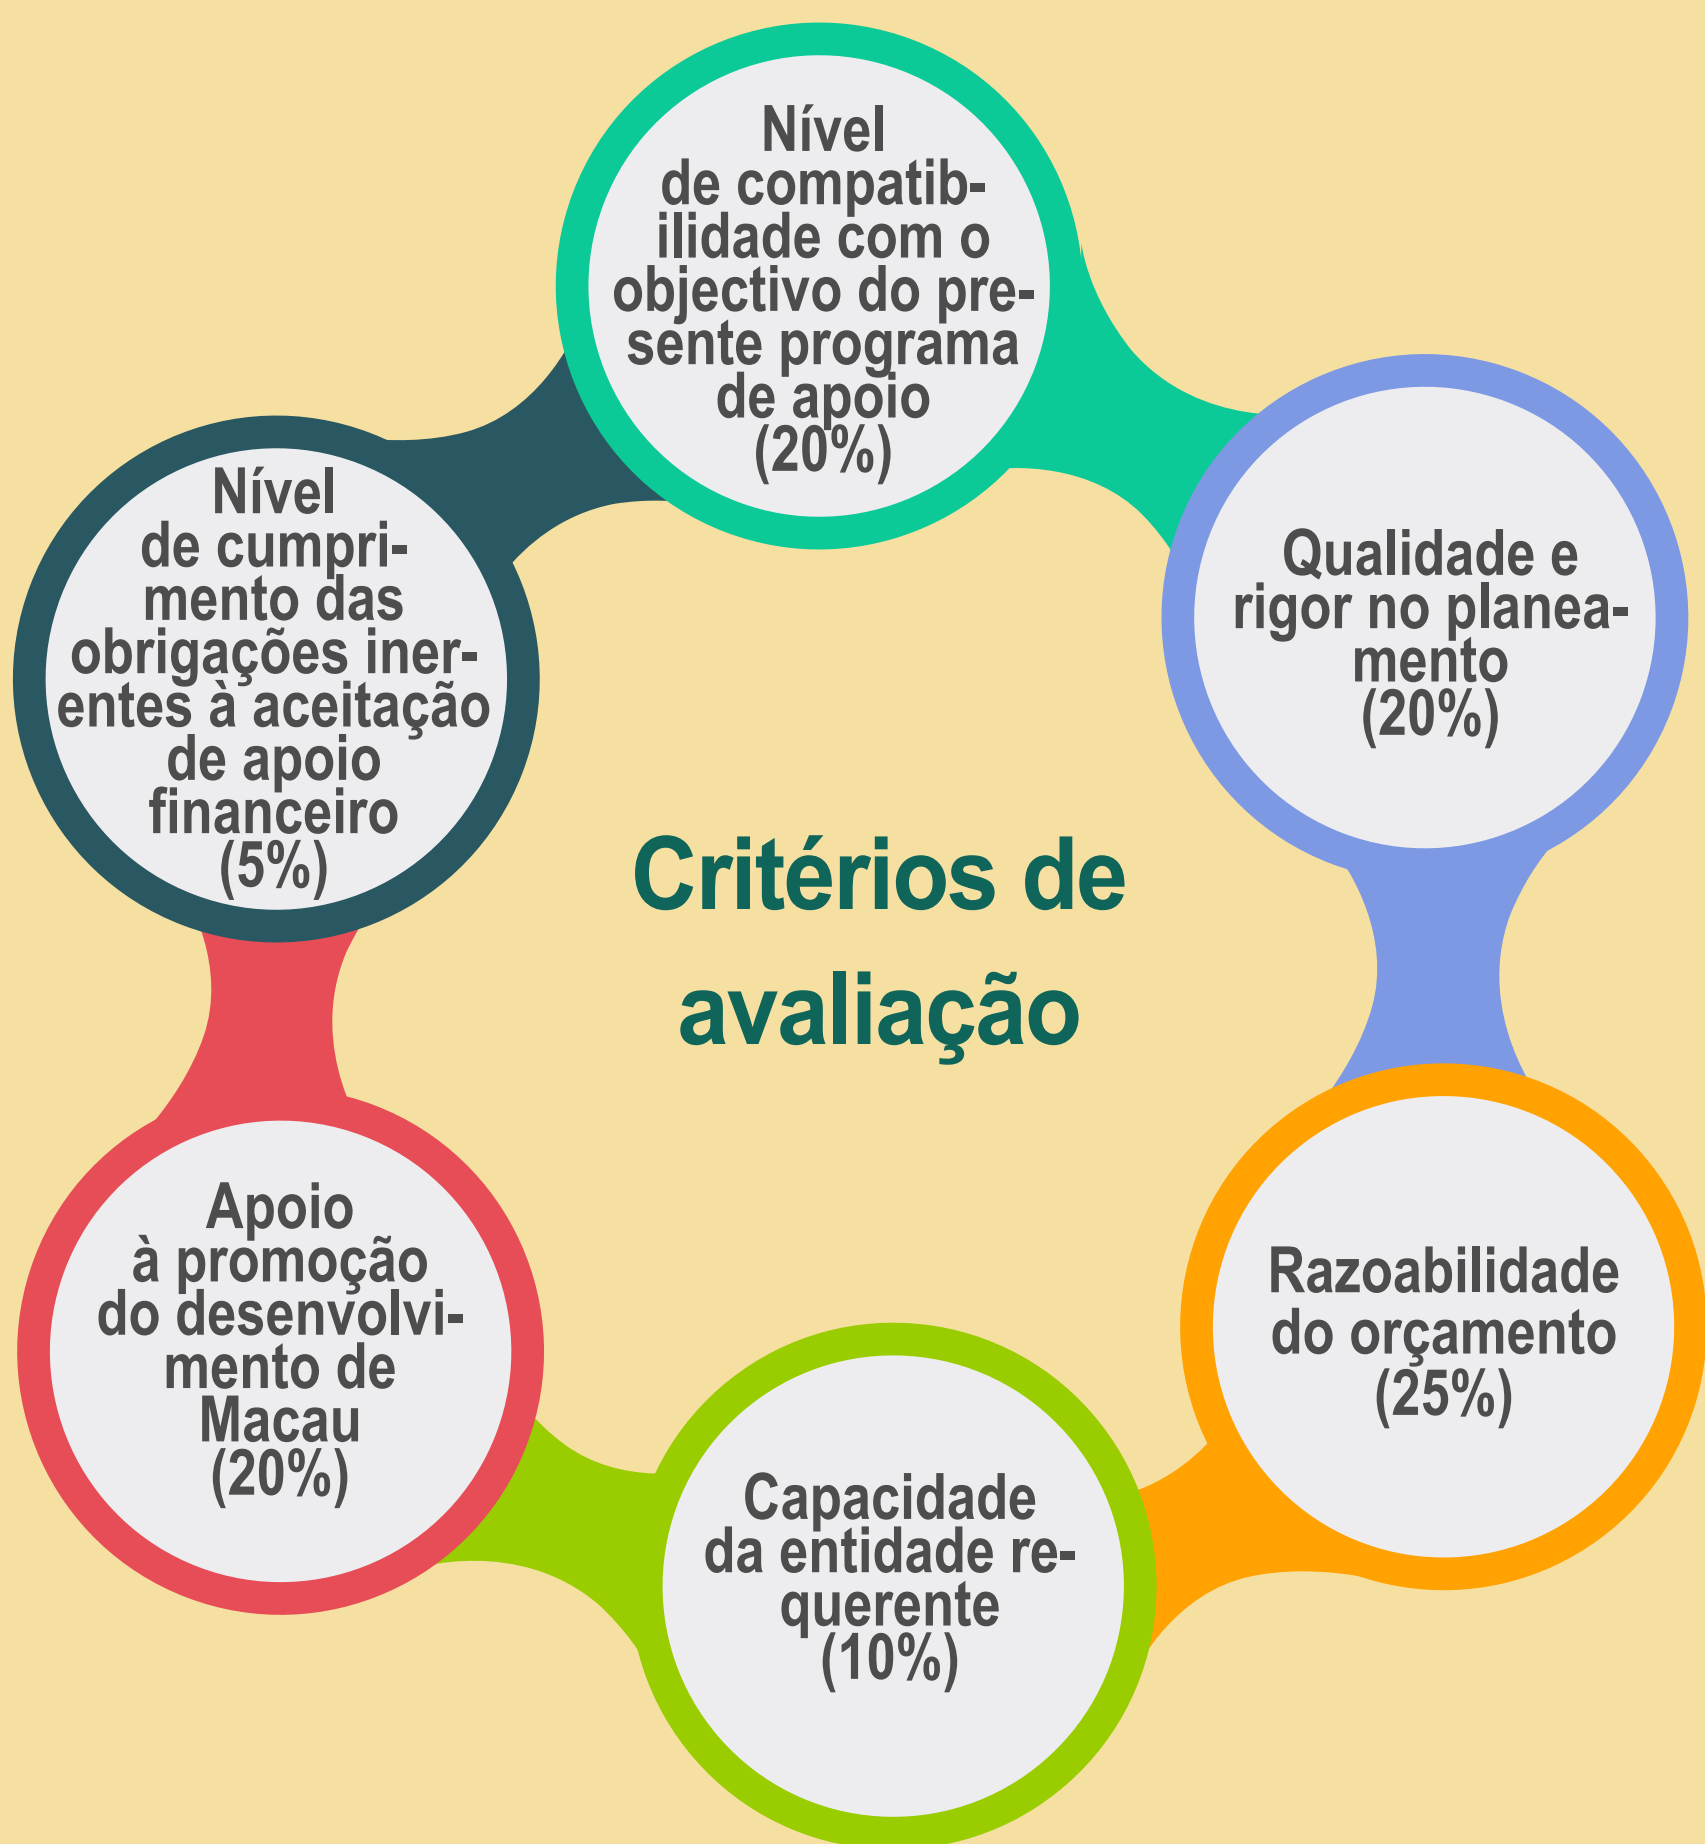 Nível
de compatib-
ilidade com o
objectivo do pre-
sente programa
de apoio
(20%)
Qualidade e
rigor no planea-
mento
(20%)
Razoabilidade
do orçamento
(25%)
Capacidade
da entidade re-
querente
(10%)
Apoio
à promoção
do desenvolvi-
mento de
Macau
(20%)
Nível
de cumpri-
mento das
obrigações iner-
entes à aceitação
de apoio
financeiro
(5%)
Critérios de
avaliação